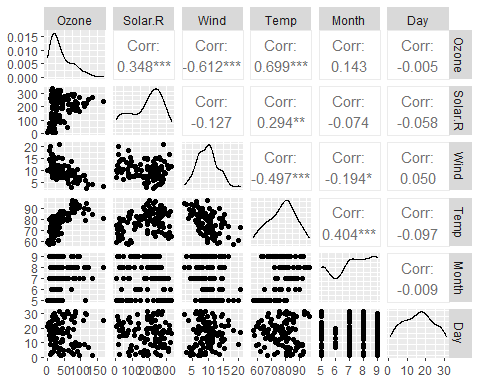 Ozone Solar.R Wind Temp Month Day
0.015
0.010
0.005
0.000
Corr:
0.348***
Corr:
-0.612***
Corr:
0.699***
Corr:
0.143
Corr:
-0.005
Ozone
300
200
100
0
Corr:
-0.127
Corr:
0.294**
Corr:
-0.074
Corr:
-0.058
Solar.R
20
15
10
5
Corr:
-0.497***
Corr:
-0.194*
Corr:
0.050
Wind
90
80
70
60
Corr:
0.404***
Corr:
-0.097
Temp
9
8
7
6
5
Corr:
-0.009
Month
30
20
10
0
Day
0 50 100 150 0 100 200 300 5 10 15 20 60 70 80 90 5 6 7 8 9 0 10 20 30